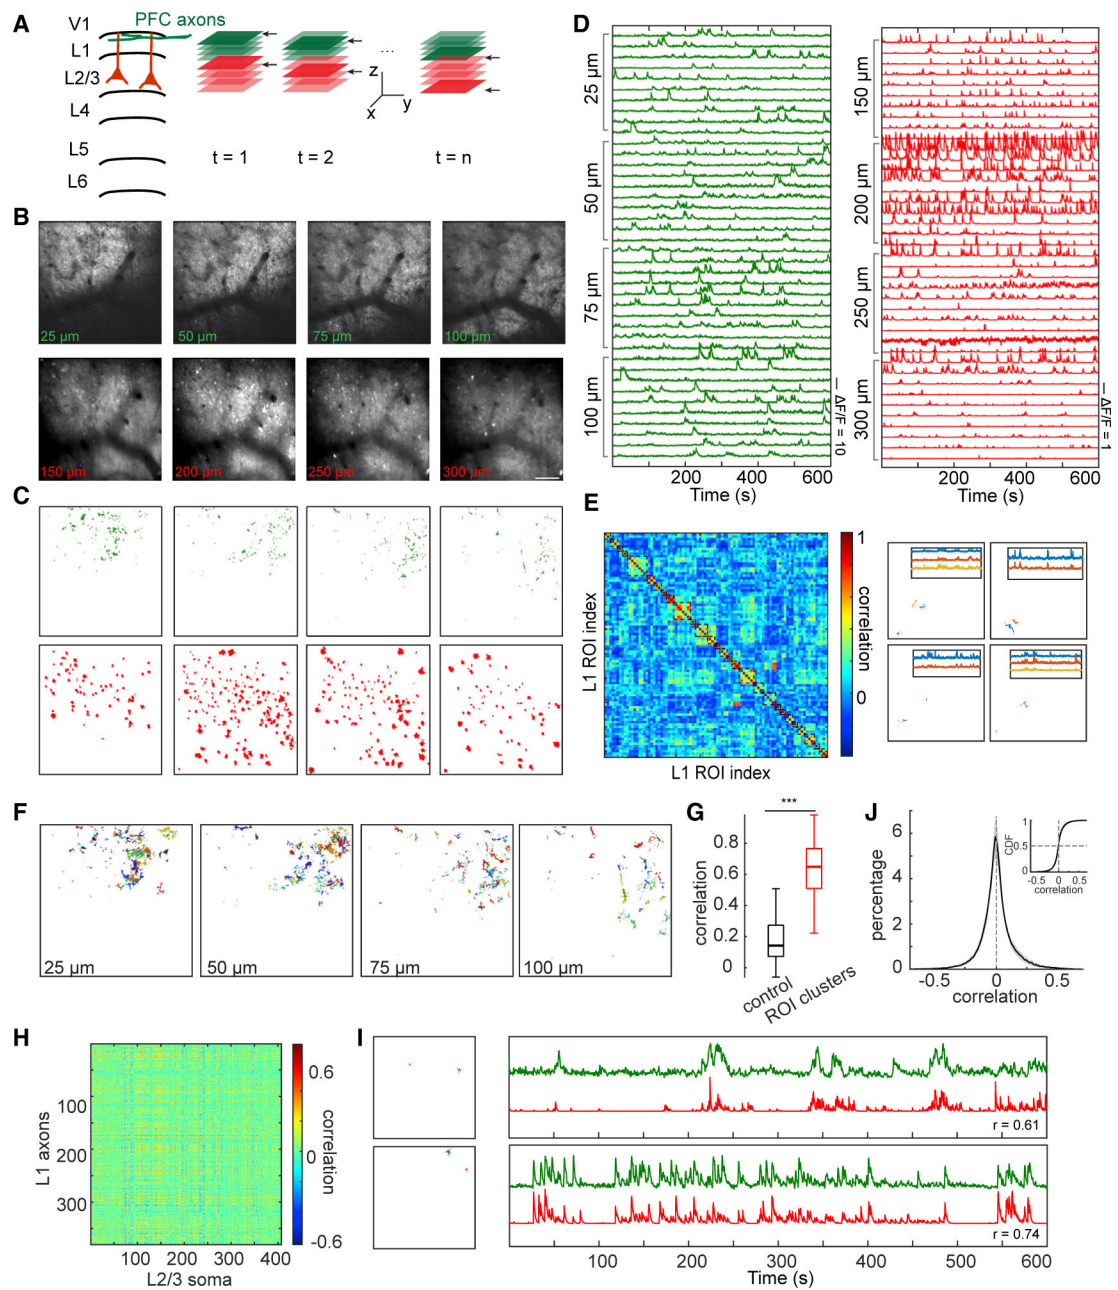 A
V1
PFC axons
L1
L2/3
L4
L5
L6
z
x
y
...
t = 1
t = 2
t = n
B
25 µm
50 µm
75 µm
100 µm
150 µm
200 µm
250 µm
300 µm
C
D
25 µm
50 µm
75 µm
100 µm
ΔF/F = 10
200
400
600
Time (s)
150 µm
200 µm
250 µm
300 µm
ΔF/F = 1
200
400
600
Time (s)
E
L1 ROI index
L1 ROI index
1
0
correlation
F
25 µm
50 µm
75 µm
100 µm
G
***
correlation
0.8
0.6
0.4
0.2
0
control
ROI clusters
J
percentage
6
4
2
0
-0.5
0
0.5
correlation
CDF
1
0.5
0
-0.5
0
0.5
correlation
H
L1 axons
100
200
300
100
200
300
400
L2/3 soma
0.6
0
-0.6
correlation
I
r = 0.61
r = 0.74
100
200
300
400
500
600
Time (s)